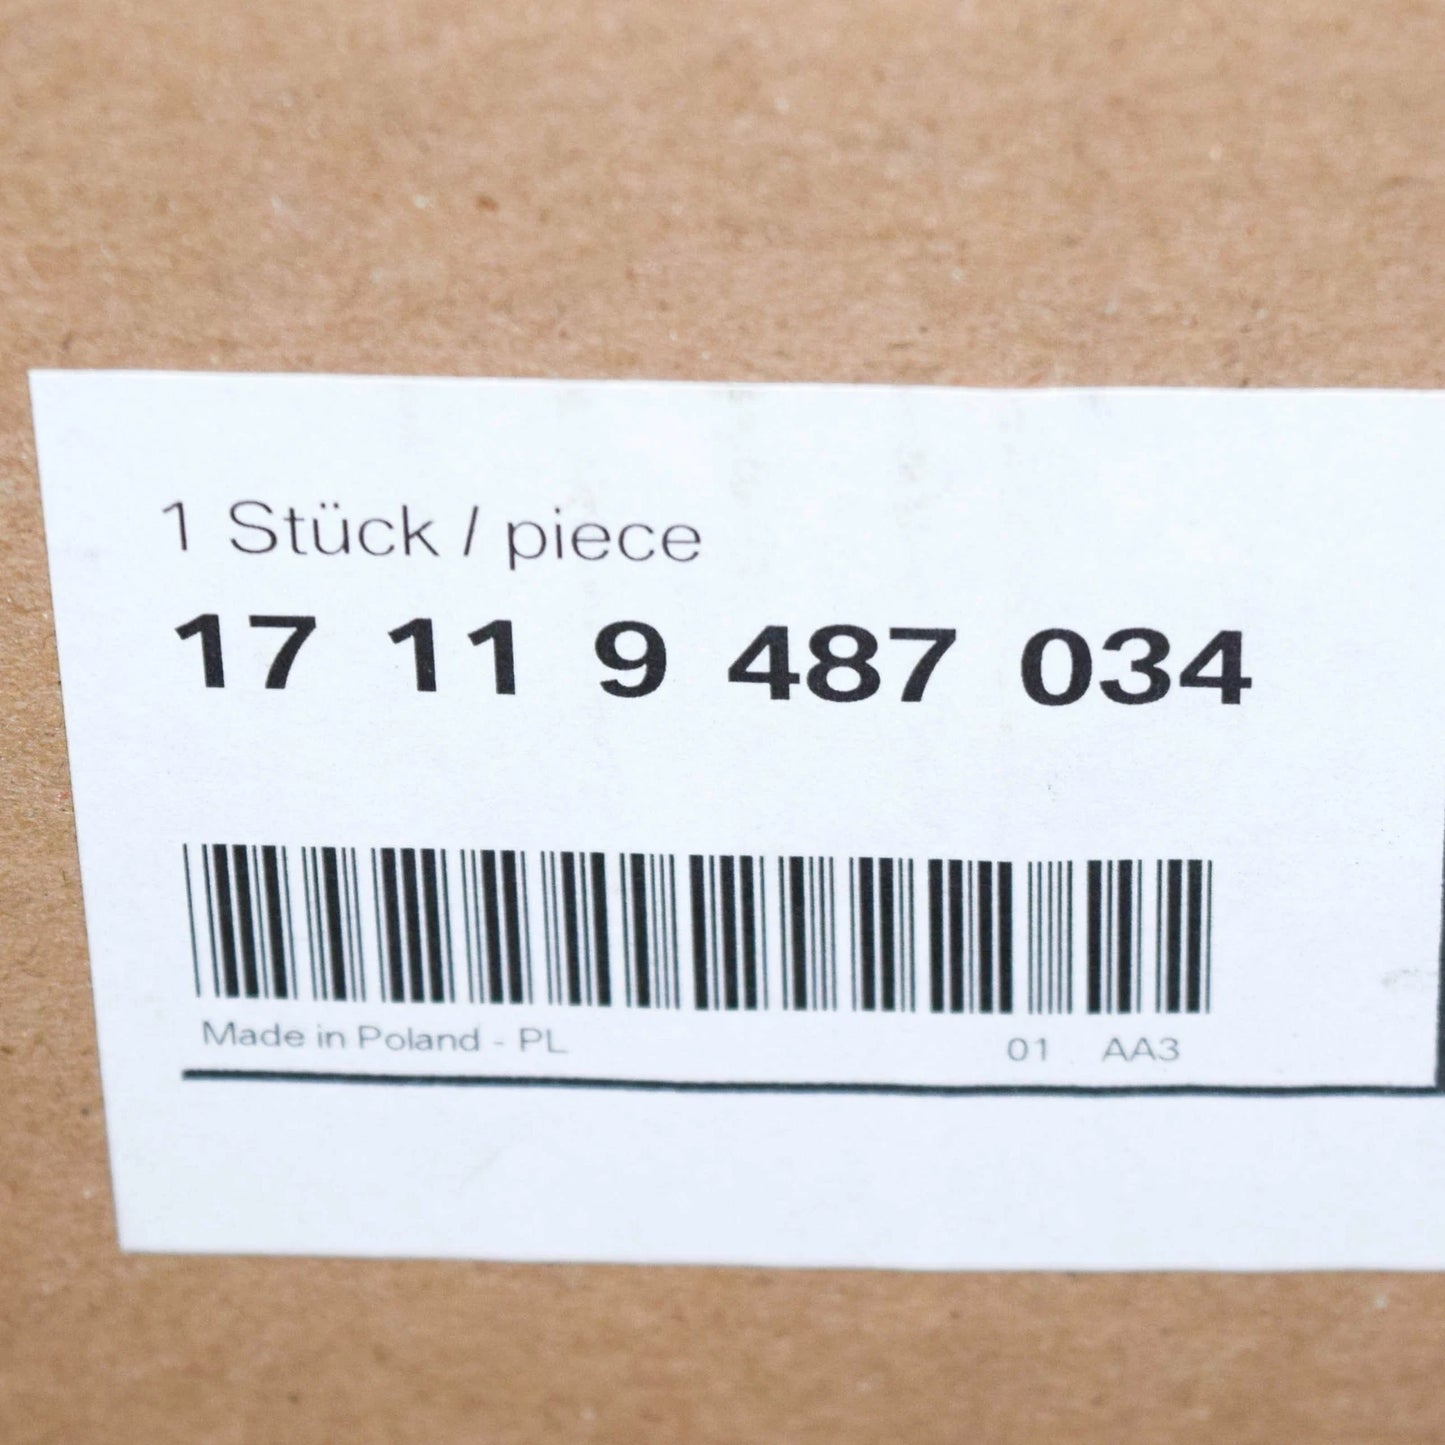 1 Stück / piece
17 11 9 487 034
Made in Poland - PL 01 AA3